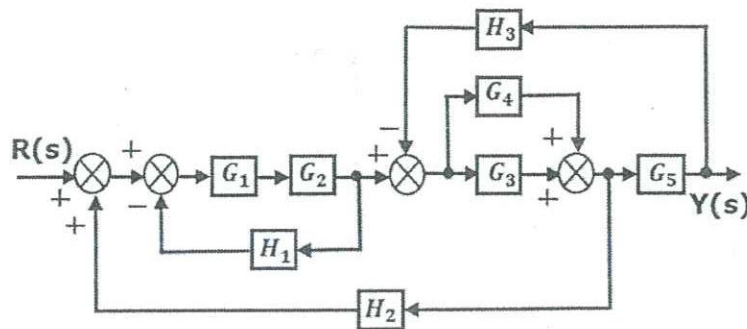 H₃
G₄
R(s)
G₁
G₂
G₃
G₅
Y(s)
H₁
H₂
+
+
+
−
−
+
+
+